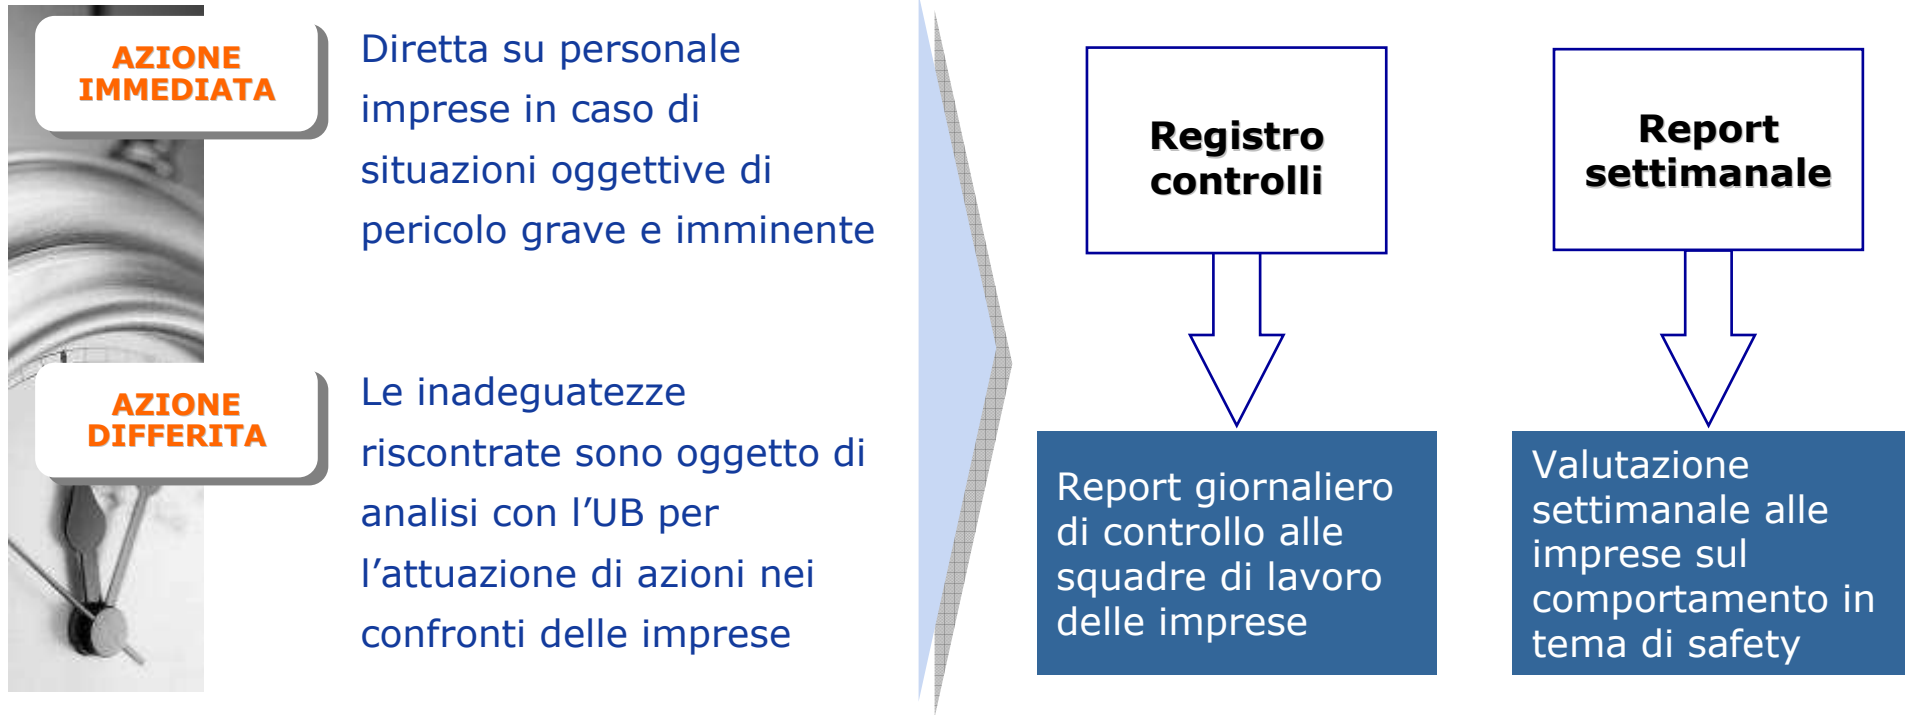 AZIONE
IMMEDIATA
Diretta su personale
imprese in caso di
situazioni oggettive di
pericolo grave e imminente
AZIONE
DIFFERITA
Le inadeguatezze
riscontrate sono oggetto di
analisi con l’UB per
l’attuazione di azioni nei
confronti delle imprese
Registro
controlli
Report giornaliero
di controllo alle
squadre di lavoro
delle imprese
Report
settimanale
Valutazione
settimanale alle
imprese sul
comportamento in
tema di safety